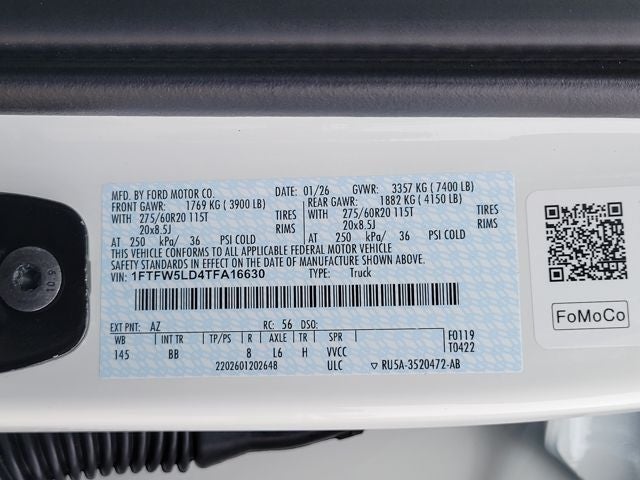 MFD. BY FORD MOTOR CO. DATE: 01/26 GVWR: 3357 KG ( 7400 LB)
FRONT GAWR: 1769 KG ( 3900 LB) REAR GAWR: 1882 KG ( 4150 LB)
WITH 275/60R20 115T TIRES WITH 275/60R20 115T TIRES
20x8.5J RIMS 20x8.5J RIMS
AT 250 kPa/ 36 PSI COLD AT 250 kPa/ 36 PSI COLD
THIS VEHICLE CONFORMS TO ALL APPLICABLE FEDERAL MOTOR VEHICLE
SAFETY STANDARDS IN EFFECT ON THE DATE OF MANUFACTURE SHOWN ABOVE.
VIN: 1FTFW5LD4TFA16630 TYPE: Truck
EXT PNT: AZ RC: 56 DSO:
WB INT TR TP/PS R AXLE TR SPR F0119
145 BB 8 L6 H VVCC T0422
2202601202648 ULC ▽ RU5A-3520472-AB
10.9
FoMoCo